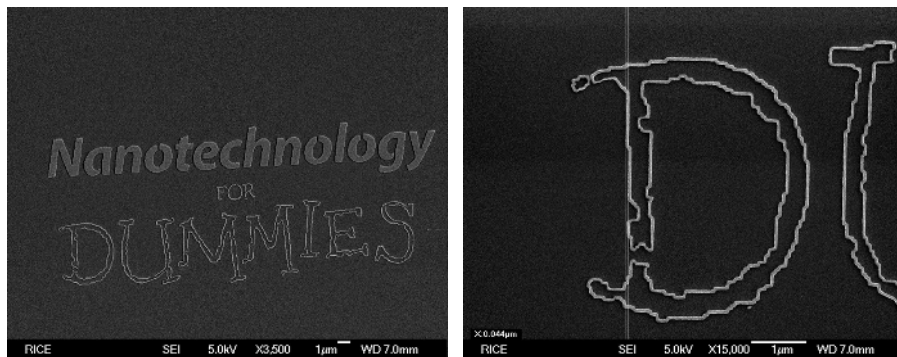 Nanotechnology
FOR
DUMMIES
RICE SEI 5.0kV X3,500 1µm WD 7.0mm
DU
X 0.044µm
RICE SEI 5.0kV X15,000 1µm WD 7.0mm